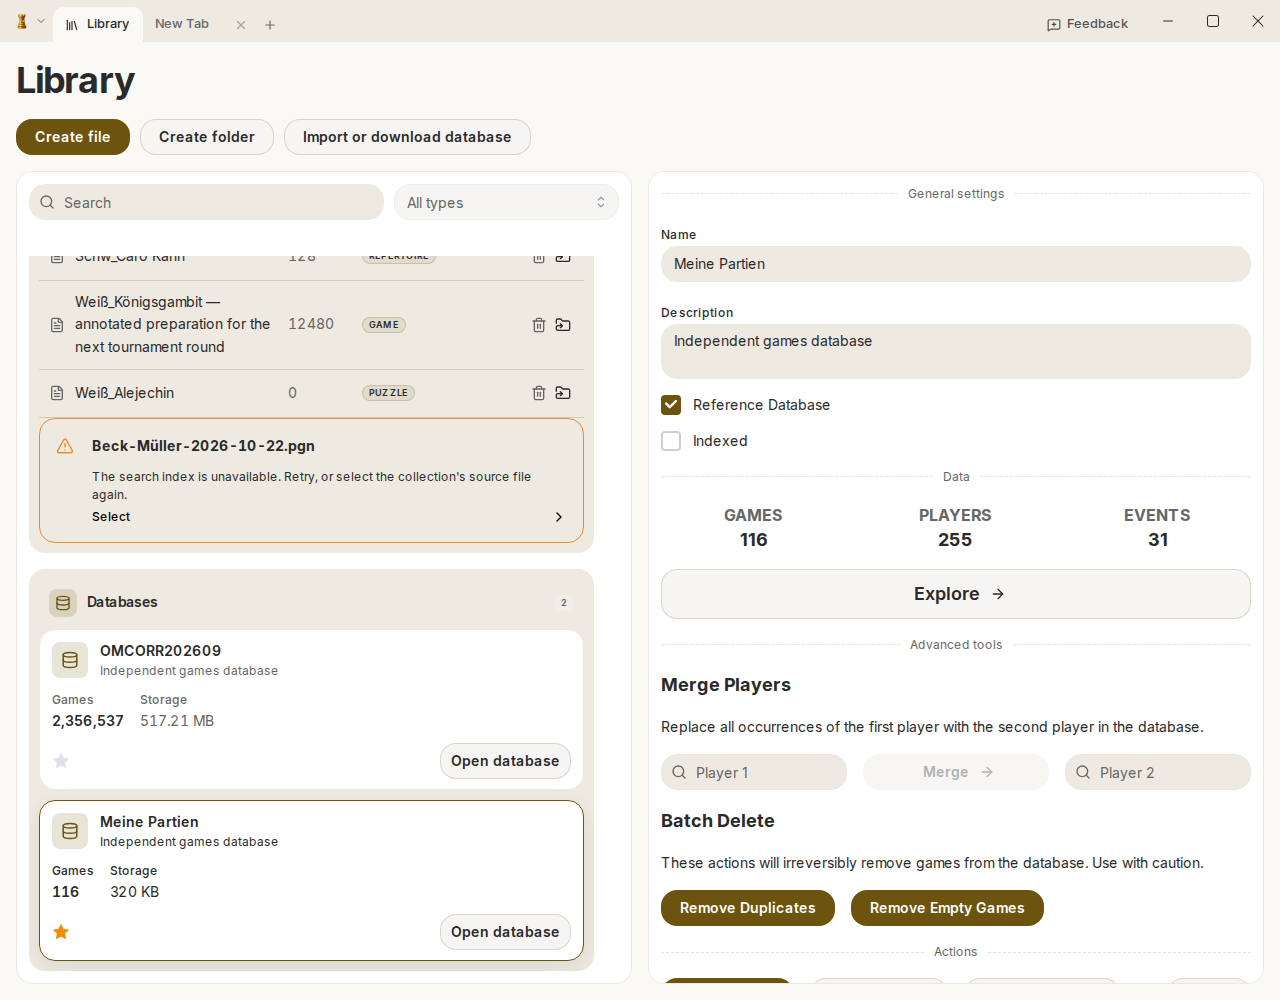 Library
New Tab
Feedback
Library
Create file
Create folder
Import or download database
Search
All types
Schw_Caro Kann
128
REPERTOIRE
Weiß_Königsgambit —
annotated preparation for the
next tournament round
12480
GAME
Weiß_Alejechin
0
PUZZLE
Beck-Müller-2026-10-22.pgn
The search index is unavailable. Retry, or select the collection's source file
again.
Select
Databases
2
OMCORR202609
Independent games database
Games
Storage
2,356,537
517.21 MB
Open database
Meine Partien
Independent games database
Games
Storage
116
320 KB
Open database
General settings
Name
Meine Partien
Description
Independent games database
Reference Database
Indexed
Data
GAMES
PLAYERS
EVENTS
116
255
31
Explore
Advanced tools
Merge Players
Replace all occurrences of the first player with the second player in the database.
Player 1
Merge
Player 2
Batch Delete
These actions will irreversibly remove games from the database. Use with caution.
Remove Duplicates
Remove Empty Games
Actions